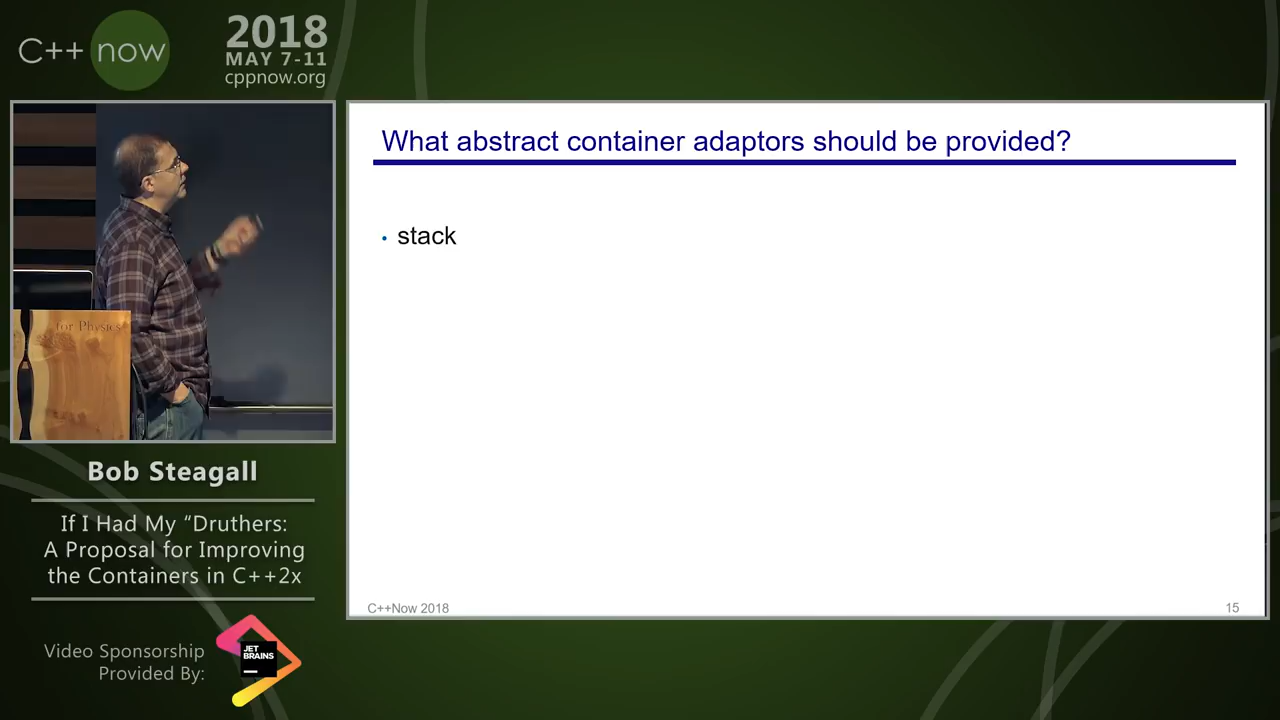 C++ now
2018
MAY 7-11
cppnow.org
What abstract container adaptors should be provided?
• stack
for Physics
Bob Steagall
If I Had My “Druthers:
A Proposal for Improving
the Containers in C++2x
Video Sponsorship
Provided By:
JET
BRAINS
C++Now 2018
15